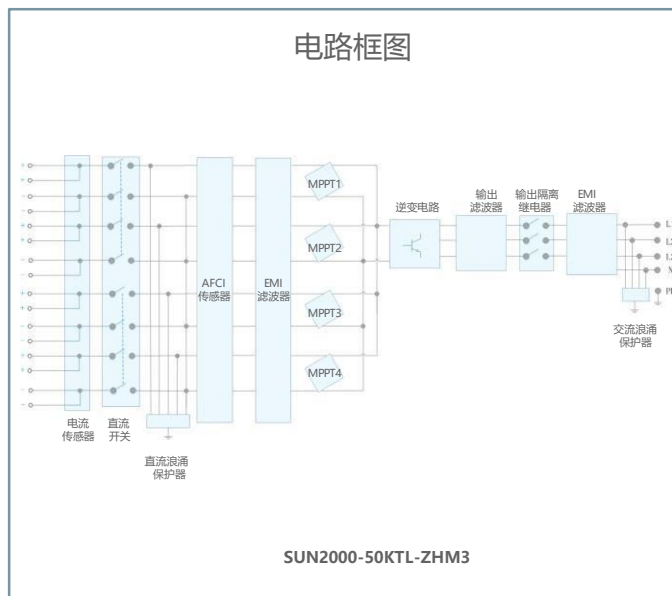 电路框图
MPPT1
MPPT2
MPPT3
MPPT4
AFCI
传感器
EMI
滤波器
逆变电路
输出
滤波器
输出隔离
继电器
EMI
滤波器
交流浪涌
保护器
电流
传感器
直流
开关
直流浪涌
保护器
SUN2000-50KTL-ZHM3